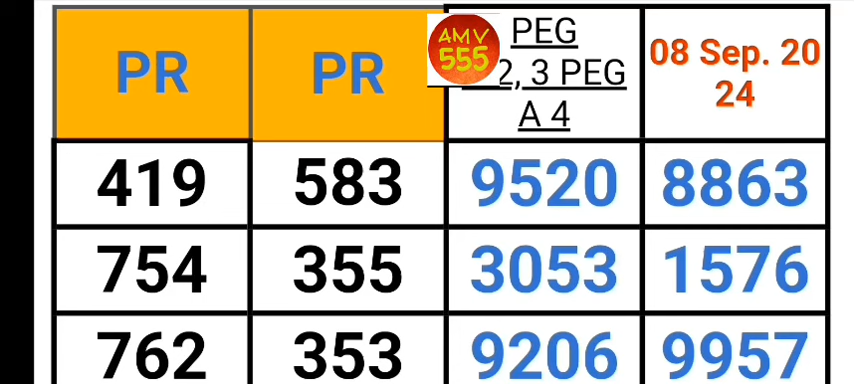 PR PR AMV 555 PEG 08 Sep. 20
2, 3 PEG 24
A 4
419 583 9520 8863
754 355 3053 1576
762 353 9206 9957